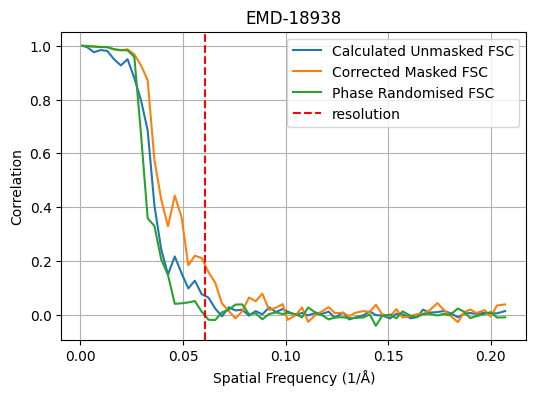 EMD-18938
Calculated Unmasked FSC
Corrected Masked FSC
Phase Randomised FSC
resolution
Correlation
1.0
0.8
0.6
0.4
0.2
0.0
0.00 0.05 0.10 0.15 0.20
Spatial Frequency (1/Å)